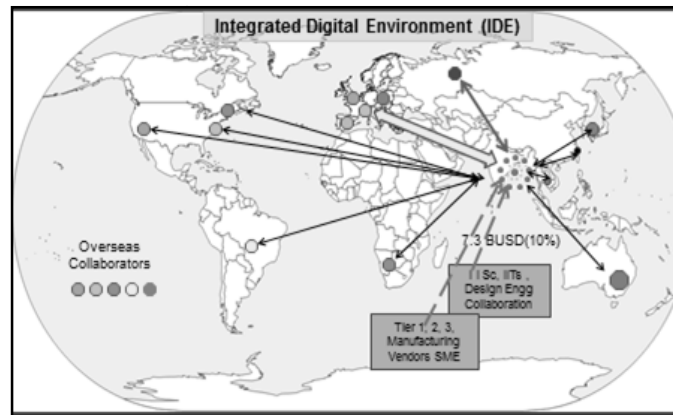 Integrated Digital Environment (IDE)
Overseas
Collaborators
7.3 BUSD(10%)
I I Sc, IITs ,
Design Engg
Collaboration
Tier 1, 2, 3,
Manufacturing
Vendors SME